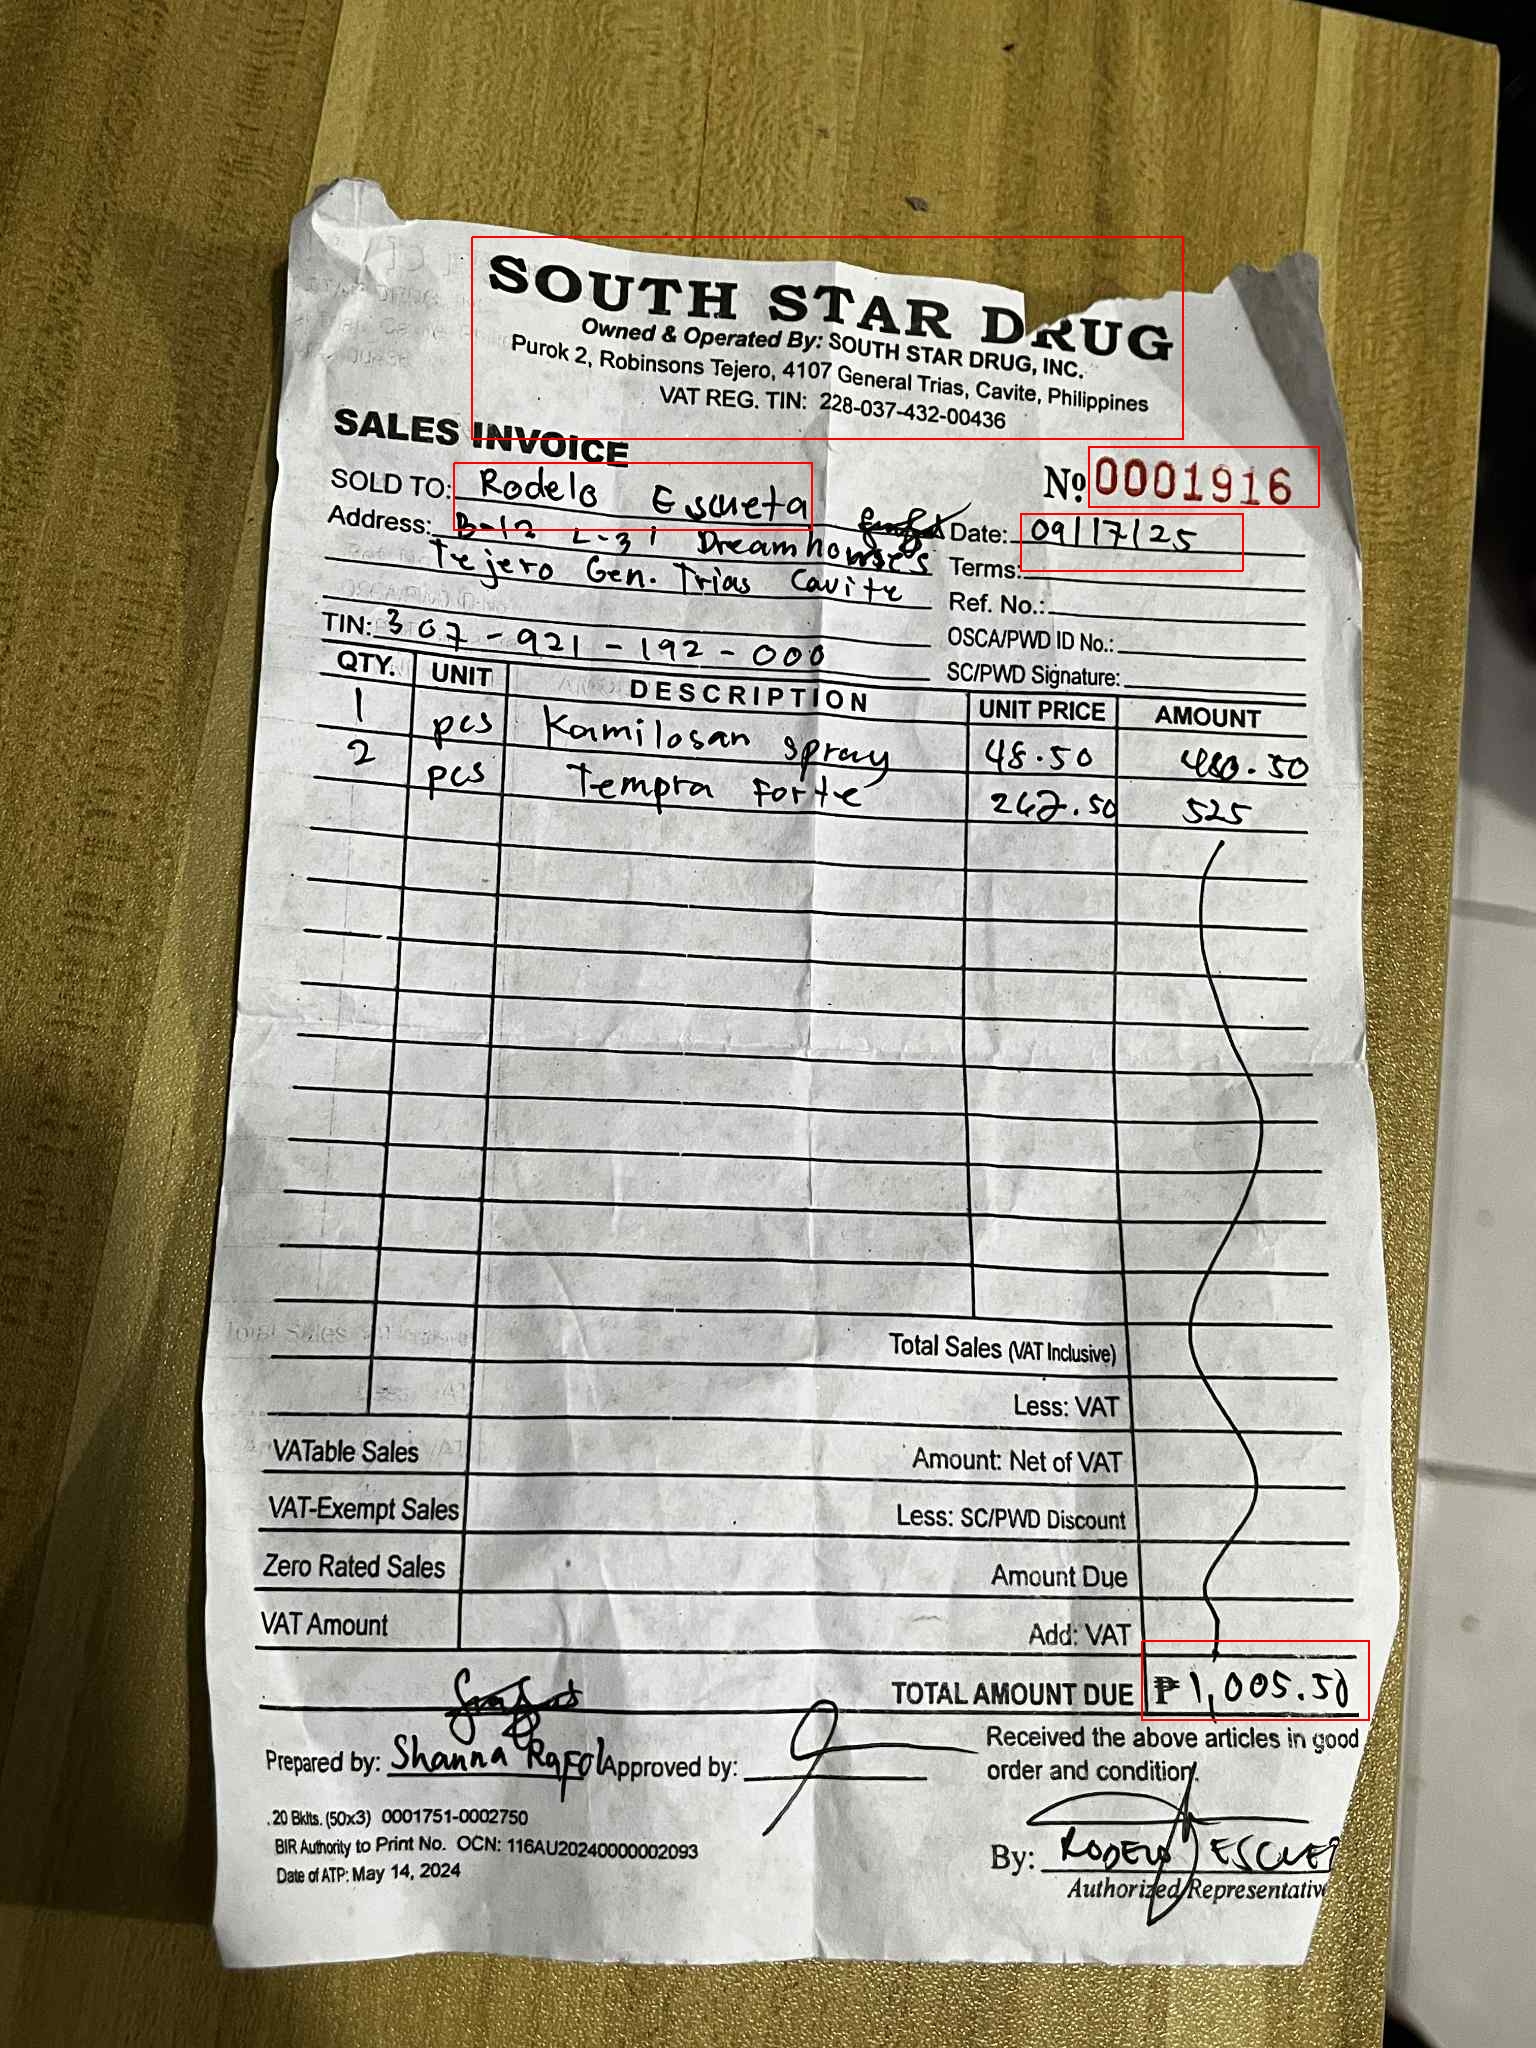 SOUTH STAR DRUG
Owned & Operated By: SOUTH STAR DRUG, INC.
Purok 2, Robinsons Tejero, 4107 General Trias, Cavite, Philippines
VAT REG. TIN: 228-037-432-00436
SALES INVOICE
Nº 0001916
SOLD TO: Rodelo Escueta
Date: 09/17/25
Address: B-12 L-31 Dreamhouses
Terms:
Tejero Gen. Trias Cavite
Ref. No.:
OSCA/PWD ID No.:
TIN: 307-921-192-000
SC/PWD Signature:
QTY. UNIT DESCRIPTION UNIT PRICE AMOUNT
1 pcs Kamilosan spray 48.50 480.50
2 pcs Tempra Forte 262.50 525
Total Sales (VAT Inclusive)
Less: VAT
VATable Sales Amount: Net of VAT
VAT-Exempt Sales Less: SC/PWD Discount
Zero Rated Sales Amount Due
VAT Amount Add: VAT
TOTAL AMOUNT DUE ₱ 1,005.50
Prepared by: Shanna Rafol Approved by:
Received the above articles in good
order and condition.
20 Bklts. (50x3) 0001751-0002750
BIR Authority to Print No. OCN: 116AU20240000002093
Date of ATP: May 14, 2024
By: RODELO ESCUET
Authorized Representativ